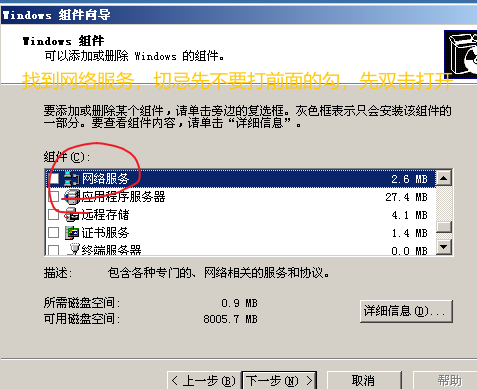 Windows 组件向导
Windows 组件
可以添加或删除 Windows 的组件。
找到网络服务，切忌先不要打前面的勾，先双击打开
要添加或删除某个组件，请单击旁边的复选框。灰色框表示只会安装该组件的
一部分。要查看组件内容，请单击“详细信息”。
组件(C):
网络服务 2.6 MB
应用程序服务器 27.4 MB
远程存储 4.1 MB
证书服务 1.4 MB
终端服务器 0.0 MB
描述: 包含各种专门的、网络相关的服务和协议。
所需磁盘空间: 0.9 MB
可用磁盘空间: 8005.7 MB
详细信息(D)...
< 上一步(B) 下一步(N) > 取消 帮助